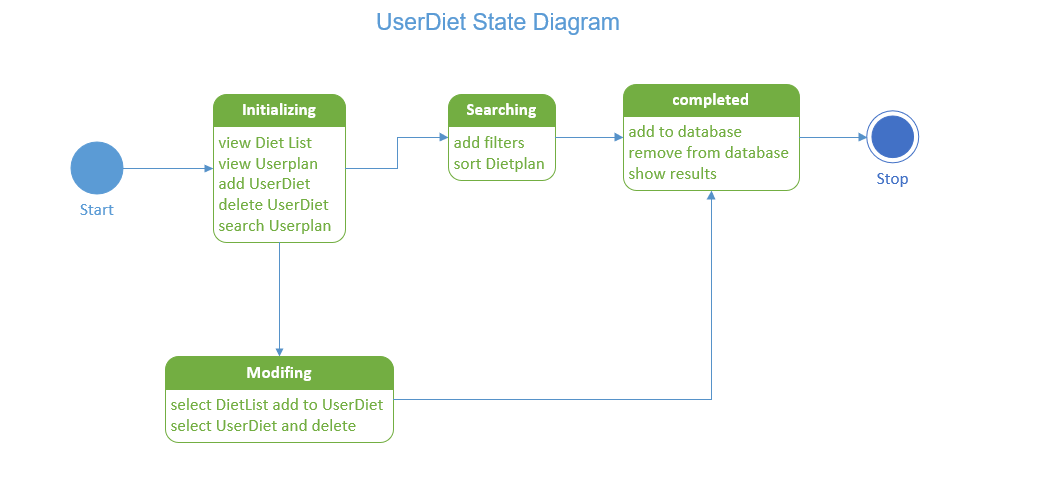 UserDiet State Diagram
Start
Initializing
view Diet List
view Userplan
add UserDiet
delete UserDiet
search Userplan
Searching
add filters
sort Dietplan
completed
add to database
remove from database
show results
Stop
Modifing
select DietList add to UserDiet
select UserDiet and delete